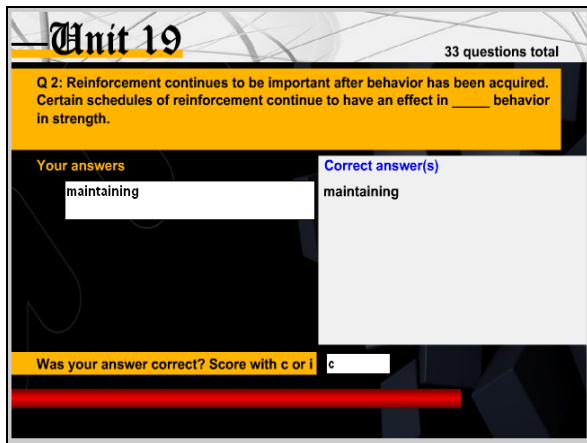 Unit 19
33 questions total
Q 2: Reinforcement continues to be important after behavior has been acquired.
Certain schedules of reinforcement continue to have an effect in _____ behavior
in strength.
Your answers
maintaining
Correct answer(s)
maintaining
Was your answer correct? Score with c or i
c